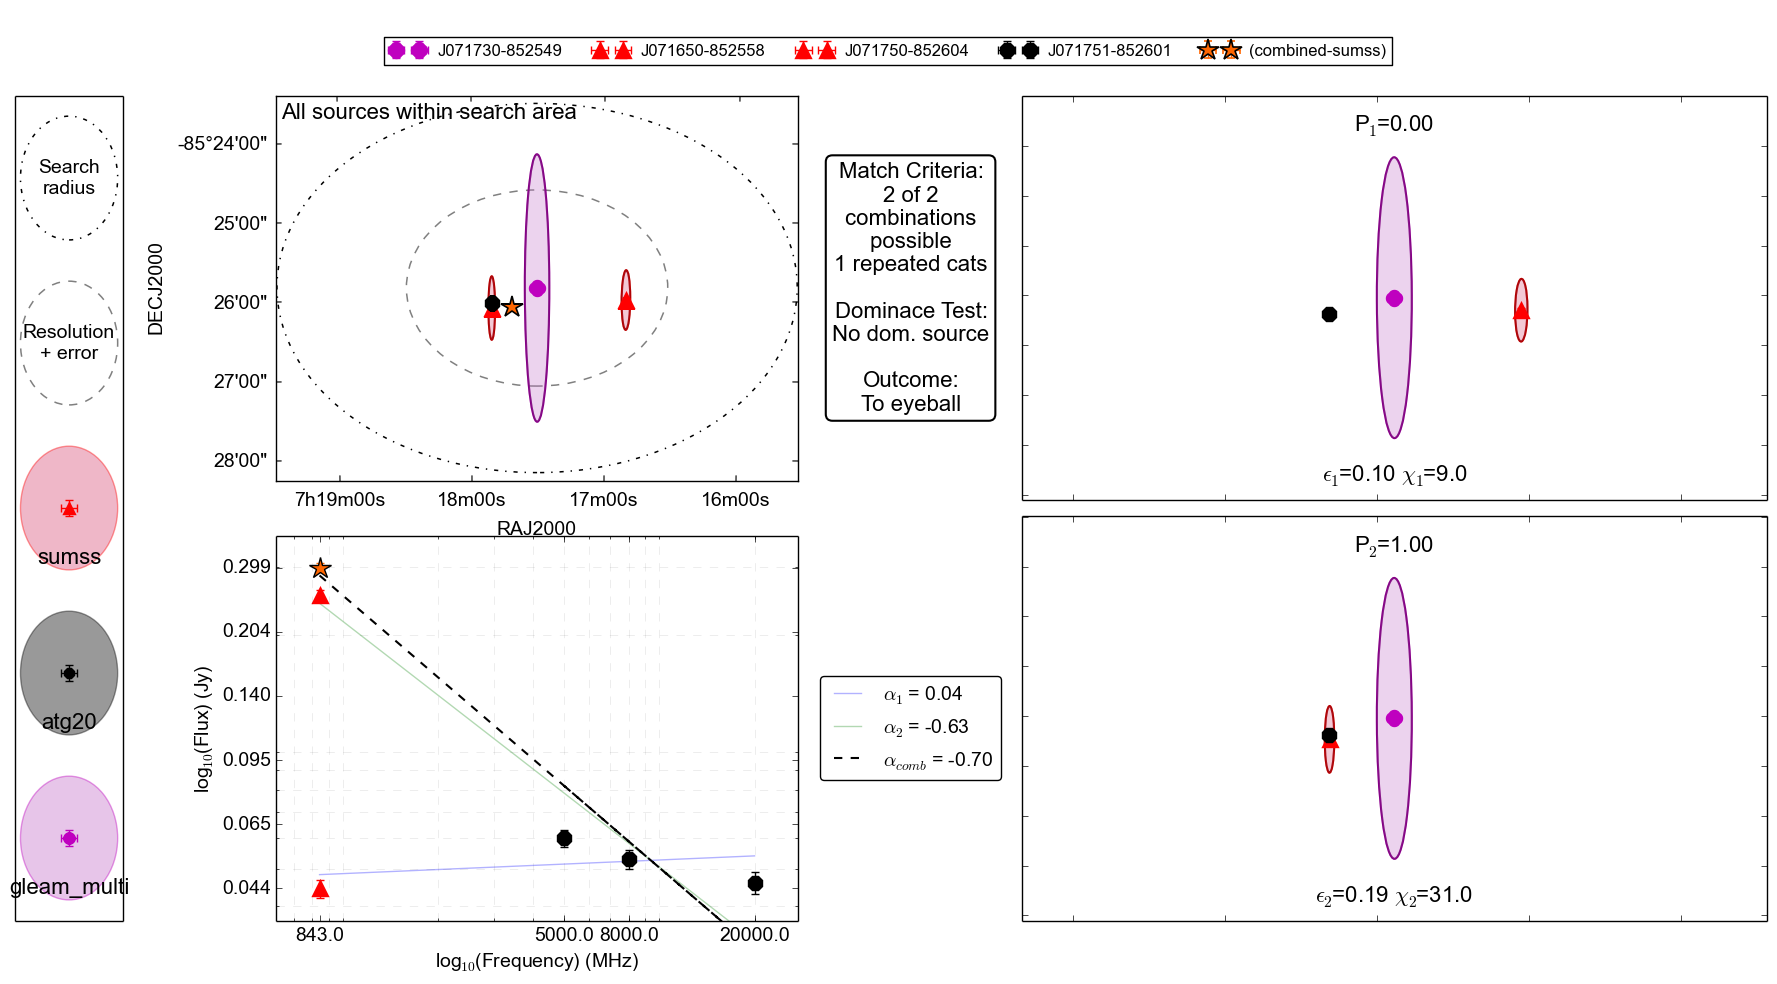 J071730-852549 J071650-852558 J071750-852604 J071751-852601 (combined-sumss)
Search
radius
Resolution
+ error
sumss
atg20
gleam_multi
All sources within search area
DECJ2000
-85°24'00"
25'00"
26'00"
27'00"
28'00"
7h19m00s 18m00s 17m00s 16m00s
RAJ2000
Match Criteria:
2 of 2
combinations
possible
1 repeated cats
Dominace Test:
No dom. source
Outcome:
To eyeball
P₁=0.00
ϵ₁=0.10 χ₁=9.0
log₁₀(Flux) (Jy)
0.299
0.204
0.140
0.095
0.065
0.044
843.0 5000.0 8000.0 20000.0
log₁₀(Frequency) (MHz)
α₁ = 0.04
α₂ = -0.63
α_comb = -0.70
P₂=1.00
ϵ₂=0.19 χ₂=31.0